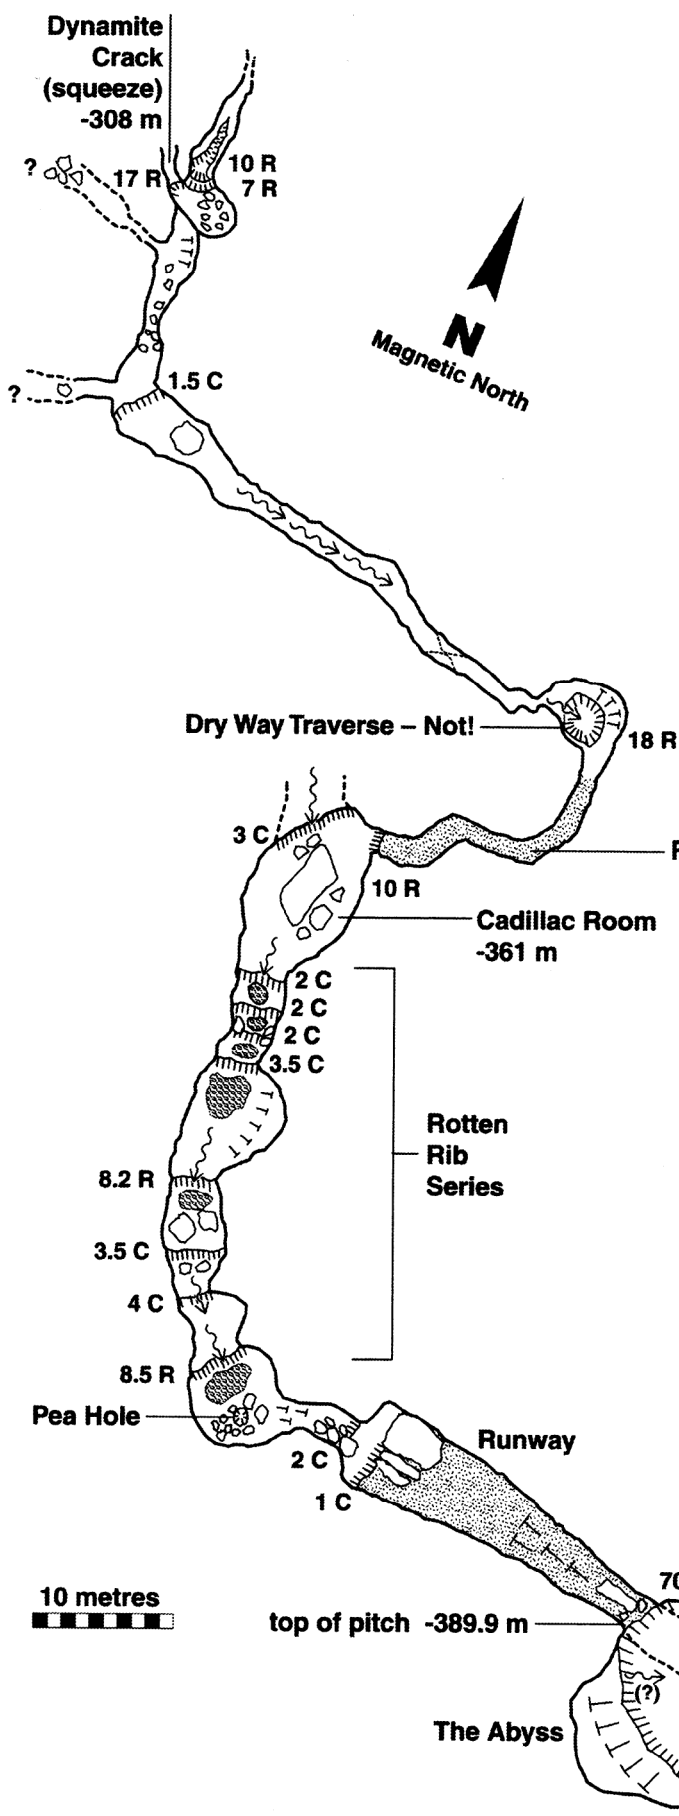 Dynamite
Crack
(squeeze)
-308 m
?
17 R
10 R
7 R
N
Magnetic North
?
1.5 C
Dry Way Traverse – Not!
18 R
3 C
10 R
Cadillac Room
-361 m
2 C
2 C
2 C
3.5 C
Rotten
Rib
Series
8.2 R
3.5 C
4 C
8.5 R
Pea Hole
2 C
Runway
1 C
10 metres
70
top of pitch -389.9 m
(?)
The Abyss